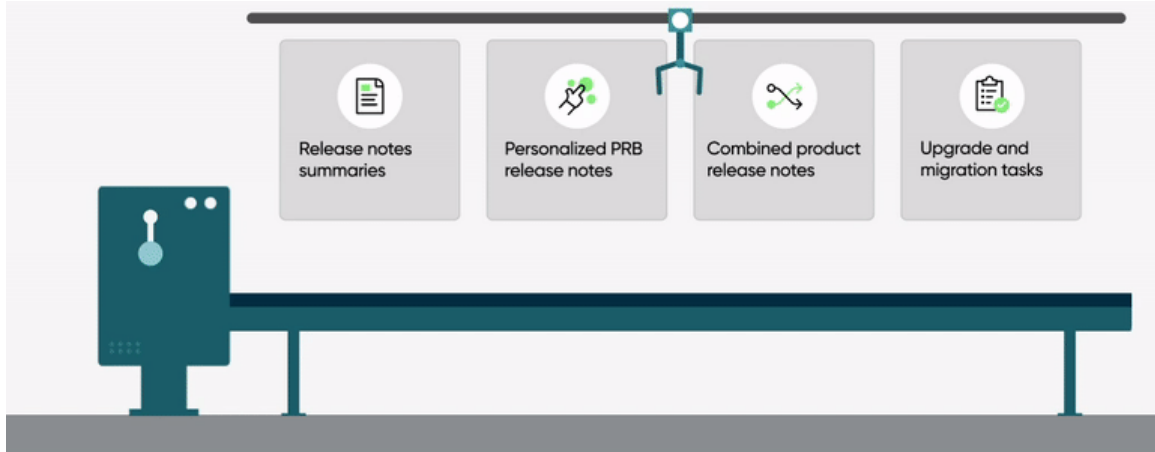 Release notes
summaries
Personalized PRB
release notes
Combined product
release notes
Upgrade and
migration tasks